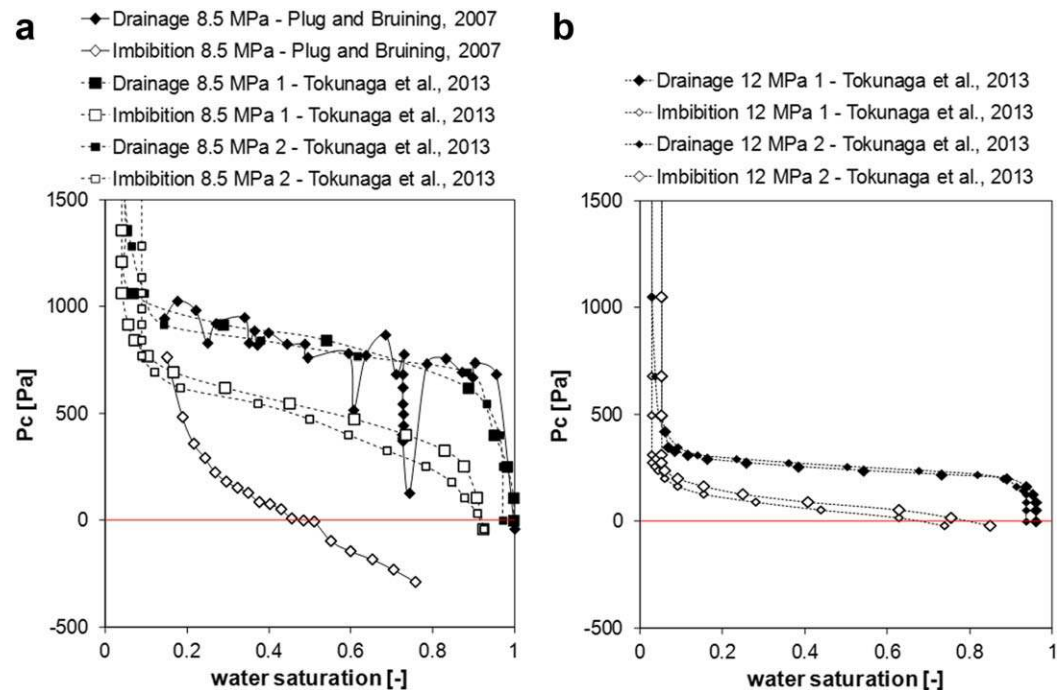 a
Drainage 8.5 MPa - Plug and Bruining, 2007
Imbibition 8.5 MPa - Plug and Bruining, 2007
Drainage 8.5 MPa 1 - Tokunaga et al., 2013
Imbibition 8.5 MPa 1 - Tokunaga et al., 2013
Drainage 8.5 MPa 2 - Tokunaga et al., 2013
Imbibition 8.5 MPa 2 - Tokunaga et al., 2013
1500
1000
500
0
-500
Pc [Pa]
0 0.2 0.4 0.6 0.8 1
water saturation [-]
b
Drainage 12 MPa 1 - Tokunaga et al., 2013
Imbibition 12 MPa 1 - Tokunaga et al., 2013
Drainage 12 MPa 2 - Tokunaga et al., 2013
Imbibition 12 MPa 2 - Tokunaga et al., 2013
1500
1000
500
0
-500
Pc [Pa]
0 0.2 0.4 0.6 0.8 1
water saturation [-]